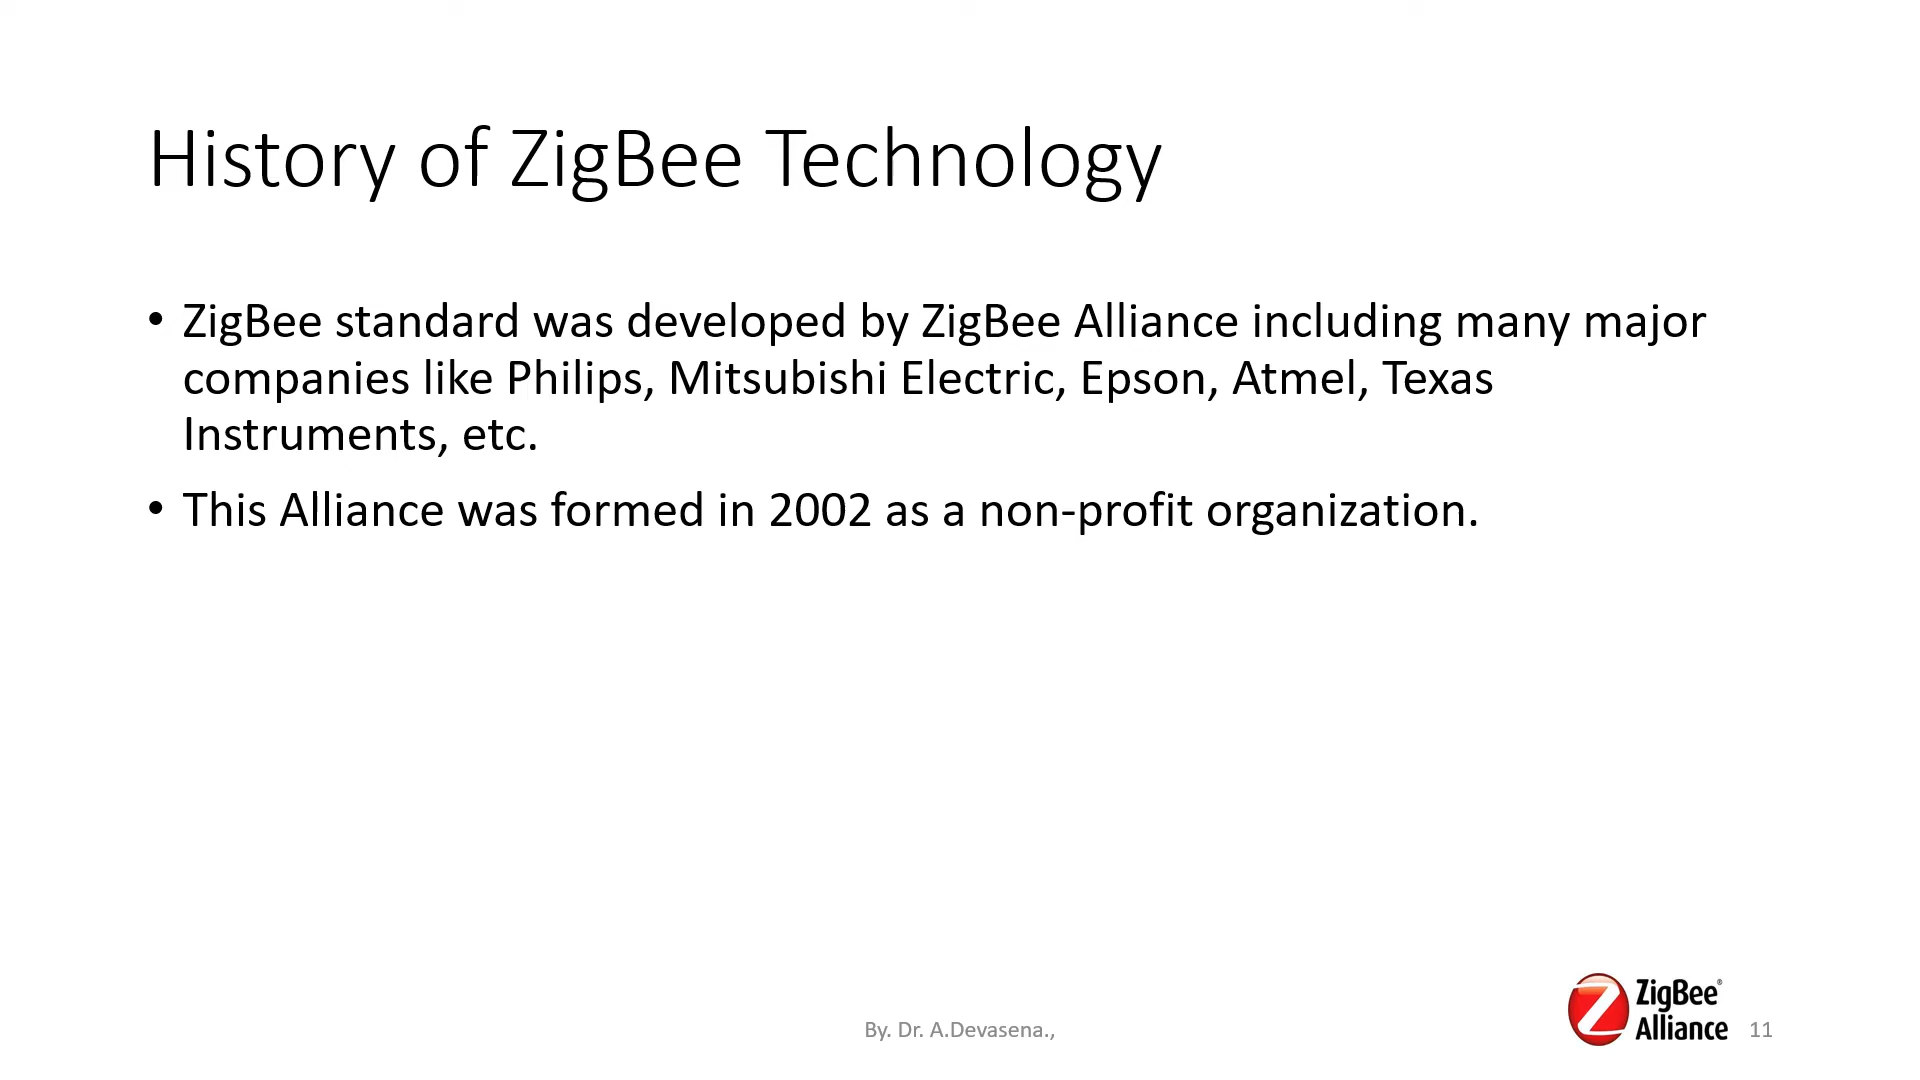 History of ZigBee Technology
• ZigBee standard was developed by ZigBee Alliance including many major
companies like Philips, Mitsubishi Electric, Epson, Atmel, Texas
Instruments, etc.
• This Alliance was formed in 2002 as a non-profit organization.
By. Dr. A.Devasena.,
ZigBee®
Alliance
11